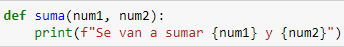 def suma(num1, num2):
    print(f"Se van a sumar {num1} y {num2}")